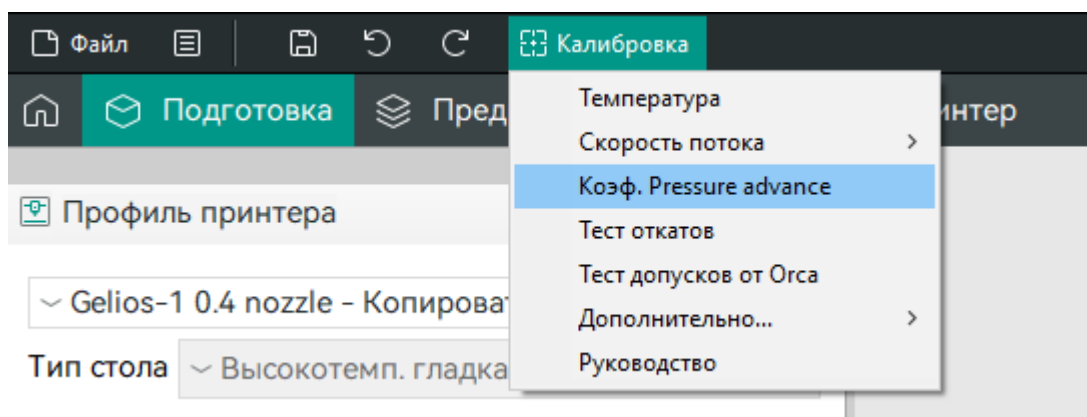 Файл Калибровка
Подготовка Пред интер
Температура
Скорость потока
Коэф. Pressure advance
Тест откатов
Тест допусков от Orca
Дополнительно...
Руководство
Профиль принтера
Gelios-1 0.4 nozzle - Копироват
Тип стола Высокотемп. гладка